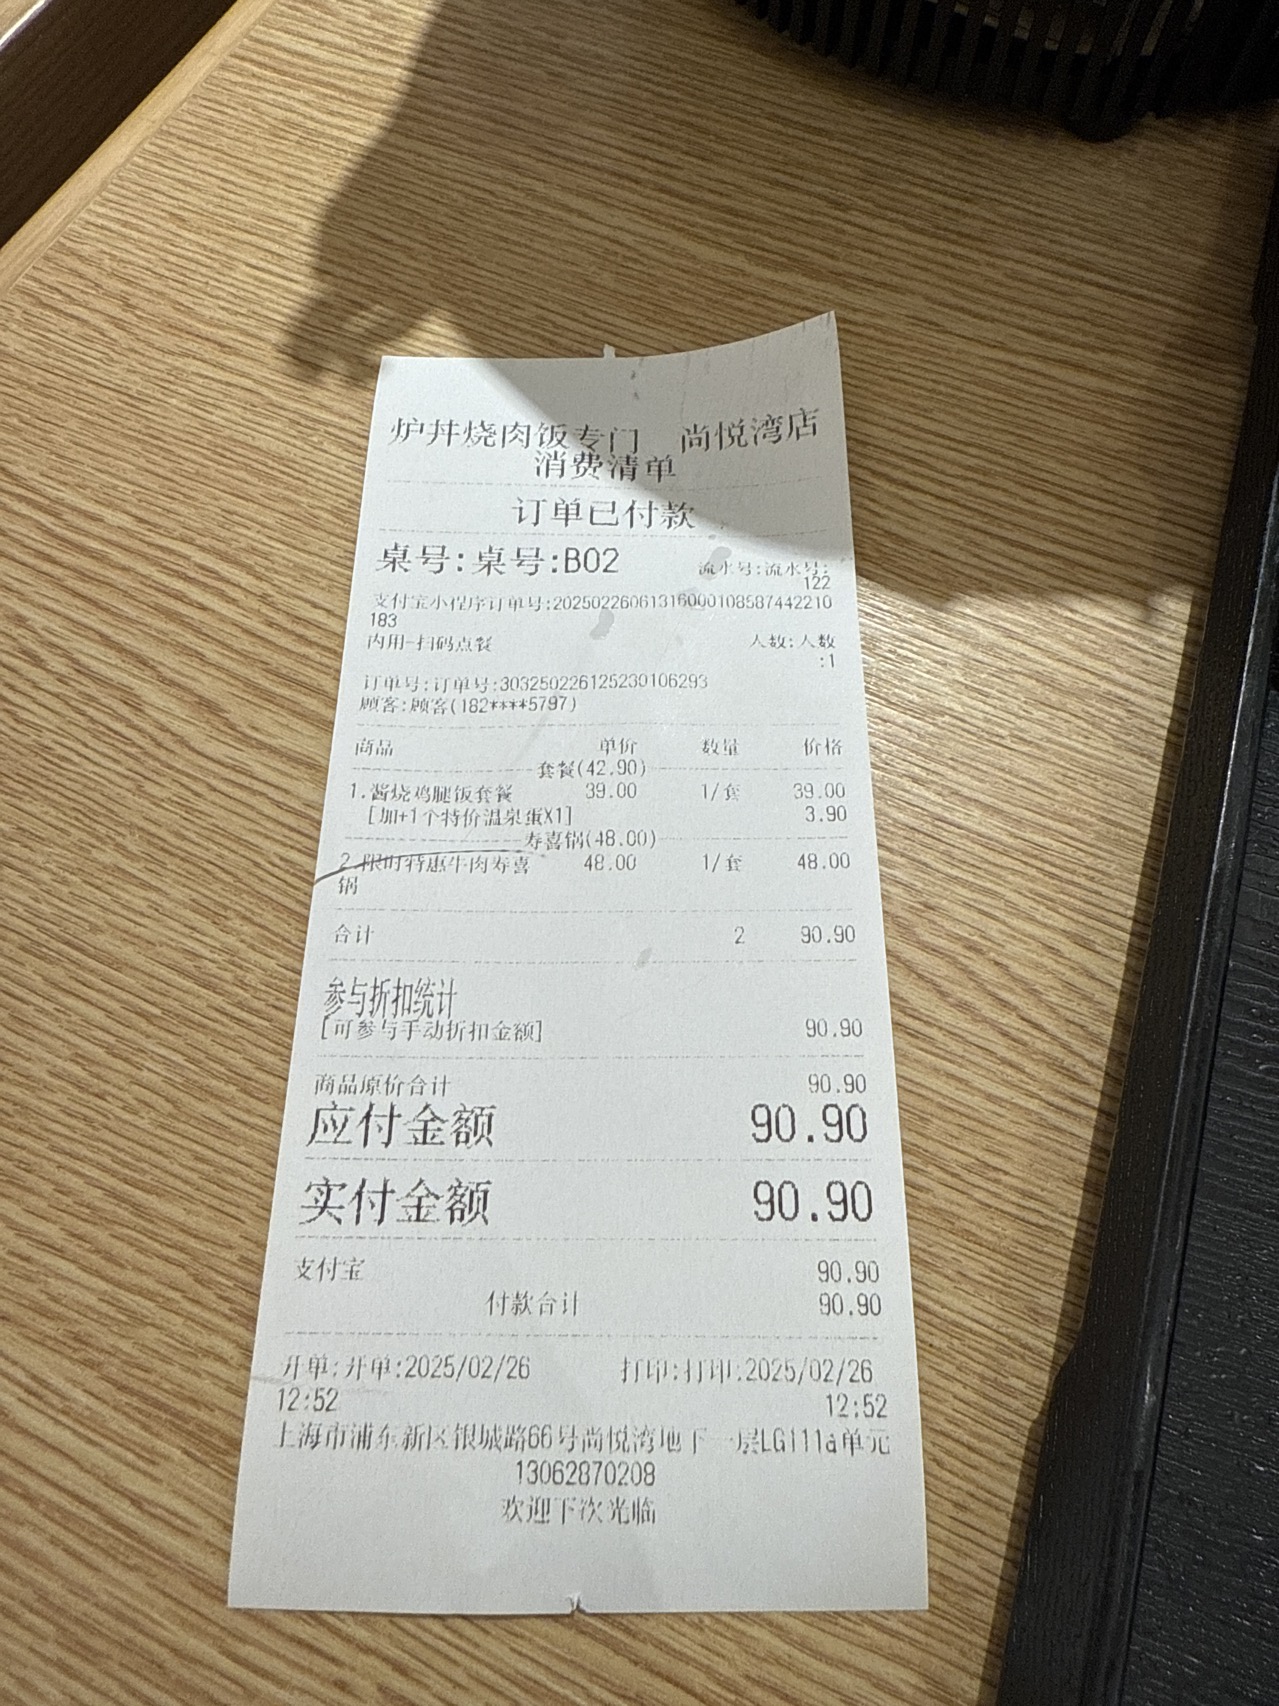 炉丼烧肉饭专门 尚悦湾店
消费清单
订单已付款
桌号:桌号:B02 流水号:流水号:
122
支付宝小程序订单号:20250226061316000108587442210
183
内用-扫码点餐 人数:人数
:1
订单号:订单号:303250226125230106293
顾客:顾客(182****5797)
商品 单价 数量 价格
套餐(42.90)
1.酱烧鸡腿饭套餐 39.00 1/套 39.00
[加+1个特价温泉蛋X1] 3.90
寿喜锅(48.00)
2.限时特惠牛肉寿喜 48.00 1/套 48.00
锅
合计 2 90.90
参与折扣统计
[可参与手动折扣金额] 90.90
商品原价合计 90.90
应付金额 90.90
实付金额 90.90
支付宝 90.90
付款合计 90.90
开单:开单:2025/02/26 打印:打印:2025/02/26
12:52 12:52
上海市浦东新区银城路66号尚悦湾地下一层LG111a单元
13062870208
欢迎下次光临